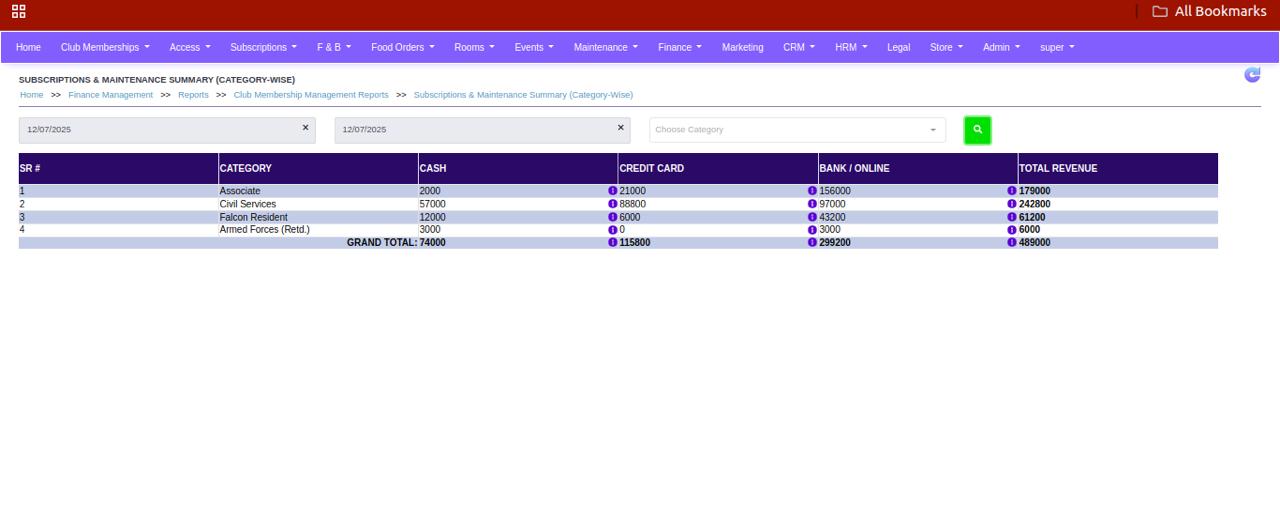 All Bookmarks
Home Club Memberships Access Subscriptions F & B Food Orders Rooms Events Maintenance Finance Marketing CRM HRM Legal Store Admin super
SUBSCRIPTIONS & MAINTENANCE SUMMARY (CATEGORY-WISE)
Home >> Finance Management >> Reports >> Club Membership Management Reports >> Subscriptions & Maintenance Summary (Category-Wise)
12/07/2025 × 12/07/2025 × Choose Category
SR # CATEGORY CASH CREDIT CARD BANK / ONLINE TOTAL REVENUE
1 Associate 2000 21000 156000 179000
2 Civil Services 57000 88800 97000 242800
3 Falcon Resident 12000 6000 43200 61200
4 Armed Forces (Retd.) 3000 0 3000 6000
GRAND TOTAL: 74000 115800 299200 489000